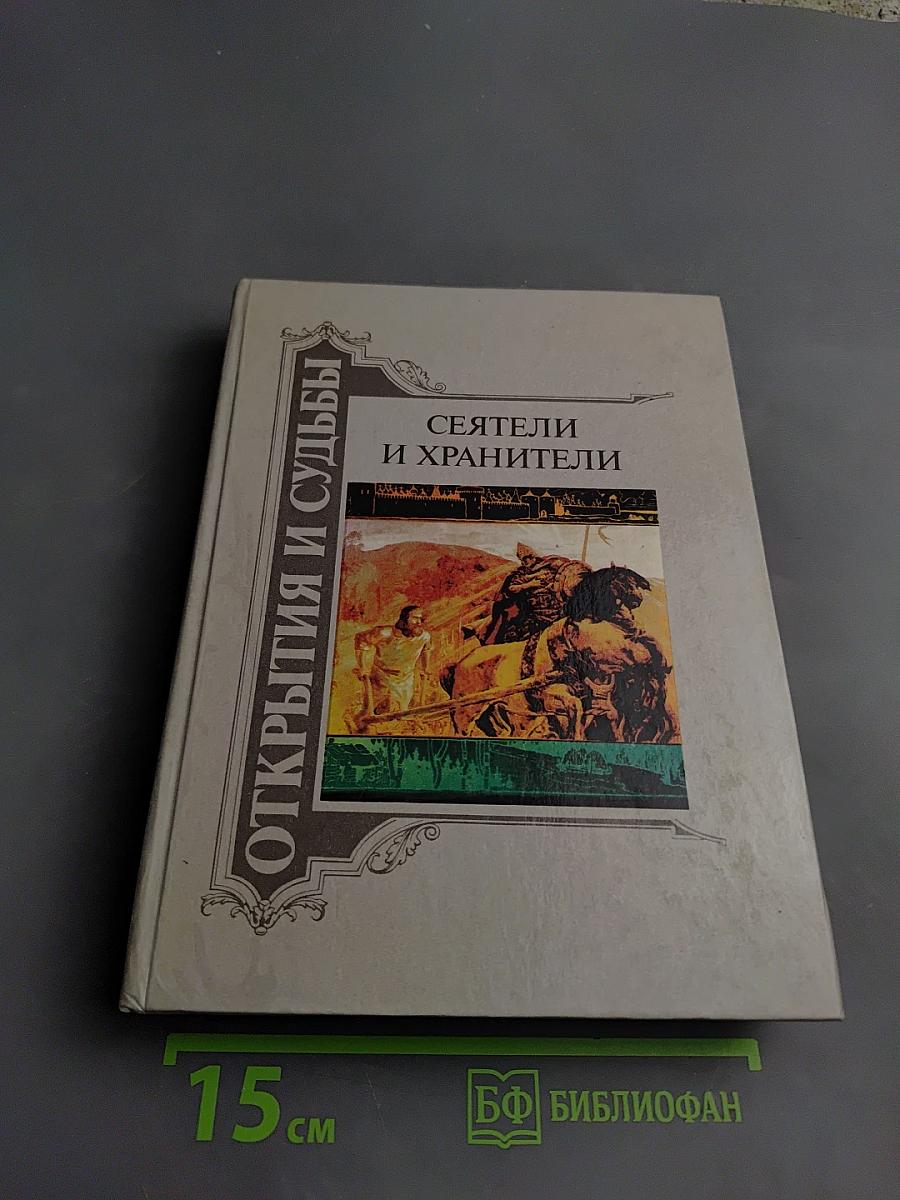 ОТКРЫТИЯ И СУДЬБЫ
СЕЯТЕЛИ
И ХРАНИТЕЛИ
15 СМ
БФ БИБЛИОФАН